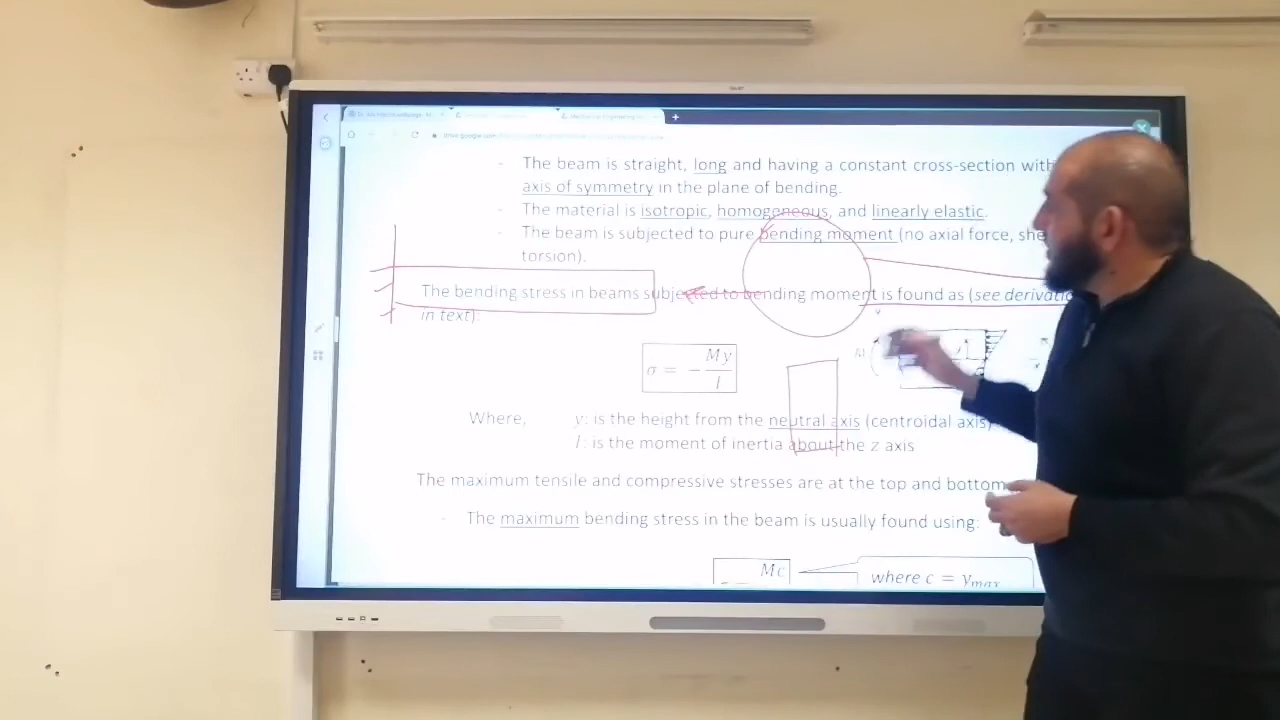 - The beam is straight, long and having a constant cross-section with
axis of symmetry in the plane of bending.
- The material is isotropic, homogeneous, and linearly elastic.
- The beam is subjected to pure bending moment (no axial force,
torsion).
The bending stress in beams subjected to bending moment is found as (see
in text):
σ = - My / I
M
y
Where, y: is the height from the neutral axis (centroidal axis)
I: is the moment of inertia about the z axis
The maximum tensile and compressive stresses are at the top and bottom
- The maximum bending stress in the beam is usually found using:
Mc
where c = ymax